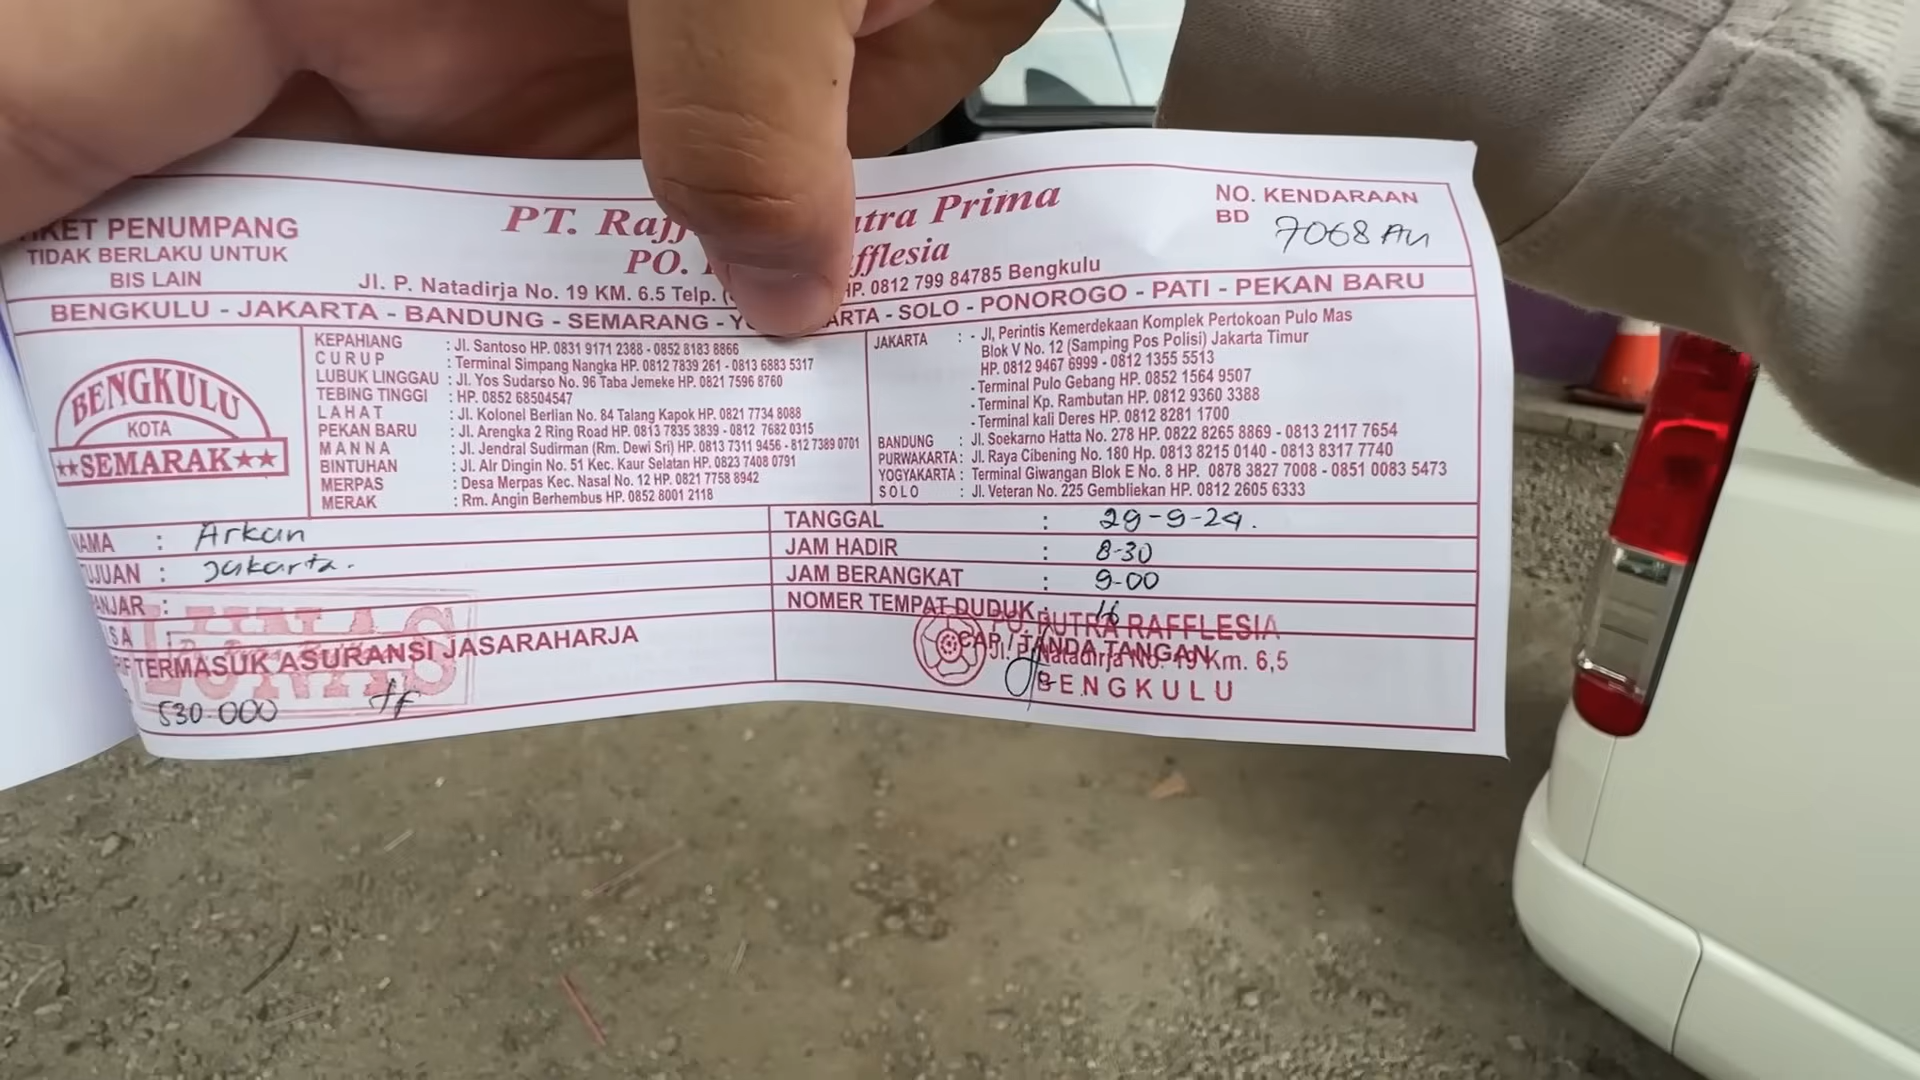 KET PENUMPANG
TIDAK BERLAKU UNTUK
BIS LAIN
PT. Raff tra Prima
PO. fflesia
Jl. P. Natadirja No. 19 KM. 6.5 Telp. ( HP. 0812 799 84785 Bengkulu
NO. KENDARAAN
BD 7068 AU
BENGKULU - JAKARTA - BANDUNG - SEMARANG - YO ARTA - SOLO - PONOROGO - PATI - PEKAN BARU
BENGKULU
KOTA
★★SEMARAK★★
KEPAHIANG : Jl. Santoso HP. 0831 9171 2388 - 0852 8183 8866
CURUP : Terminal Simpang Nangka HP. 0812 7839 261 - 0813 6883 5317
LUBUK LINGGAU : Jl. Yos Sudarso No. 96 Taba Jemeke HP. 0821 7596 8760
TEBING TINGGI : HP. 0852 68504547
LAHAT : Jl. Kolonel Berlian No. 84 Talang Kapok HP. 0821 7734 8088
PEKAN BARU : Jl. Arengka 2 Ring Road HP. 0813 7835 3839 - 0812 7682 0315
MANNA : Jl. Jendral Sudirman (Rm. Dewi Sri) HP. 0813 7311 9456 - 812 7389 0701
BINTUHAN : Jl. AIr Dingin No. 51 Kec. Kaur Selatan HP. 0823 7408 0791
MERPAS : Desa Merpas Kec. Nasal No. 12 HP. 0821 7758 8942
MERAK : Rm. Angin Berhembus HP. 0852 8001 2118
JAKARTA : - Jl, Perintis Kemerdekaan Komplek Pertokoan Pulo Mas
Blok V No. 12 (Samping Pos Polisi) Jakarta Timur
HP. 0812 9467 6999 - 0812 1355 5513
- Terminal Pulo Gebang HP. 0852 1564 9507
- Terminal Kp. Rambutan HP. 0812 9360 3388
- Terminal kali Deres HP. 0812 8281 1700
BANDUNG : Jl. Soekarno Hatta No. 278 HP. 0822 8265 8869 - 0813 2117 7654
PURWAKARTA : Jl. Raya Cibening No. 180 Hp. 0813 8215 0140 - 0813 8317 7740
YOGYAKARTA : Terminal Giwangan Blok E No. 8 HP. 0878 3827 7008 - 0851 0083 5473
SOLO : Jl. Veteran No. 225 Gembliekan HP. 0812 2605 6333
NAMA : Arkan
UJUAN : Jakarta.
ANJAR :
SA
TERMASUK ASURANSI JASARAHARJA
LUNAS
530.000
TANGGAL : 29-9-24.
JAM HADIR : 8-30
JAM BERANGKAT : 9-00
NOMER TEMPAT DUDUK : 16
CAP / TANDA TANGAN
PO. PUTRA RAFFLESIA
Jl. P. Natadirja No. 19 Km. 6,5
BENGKULU